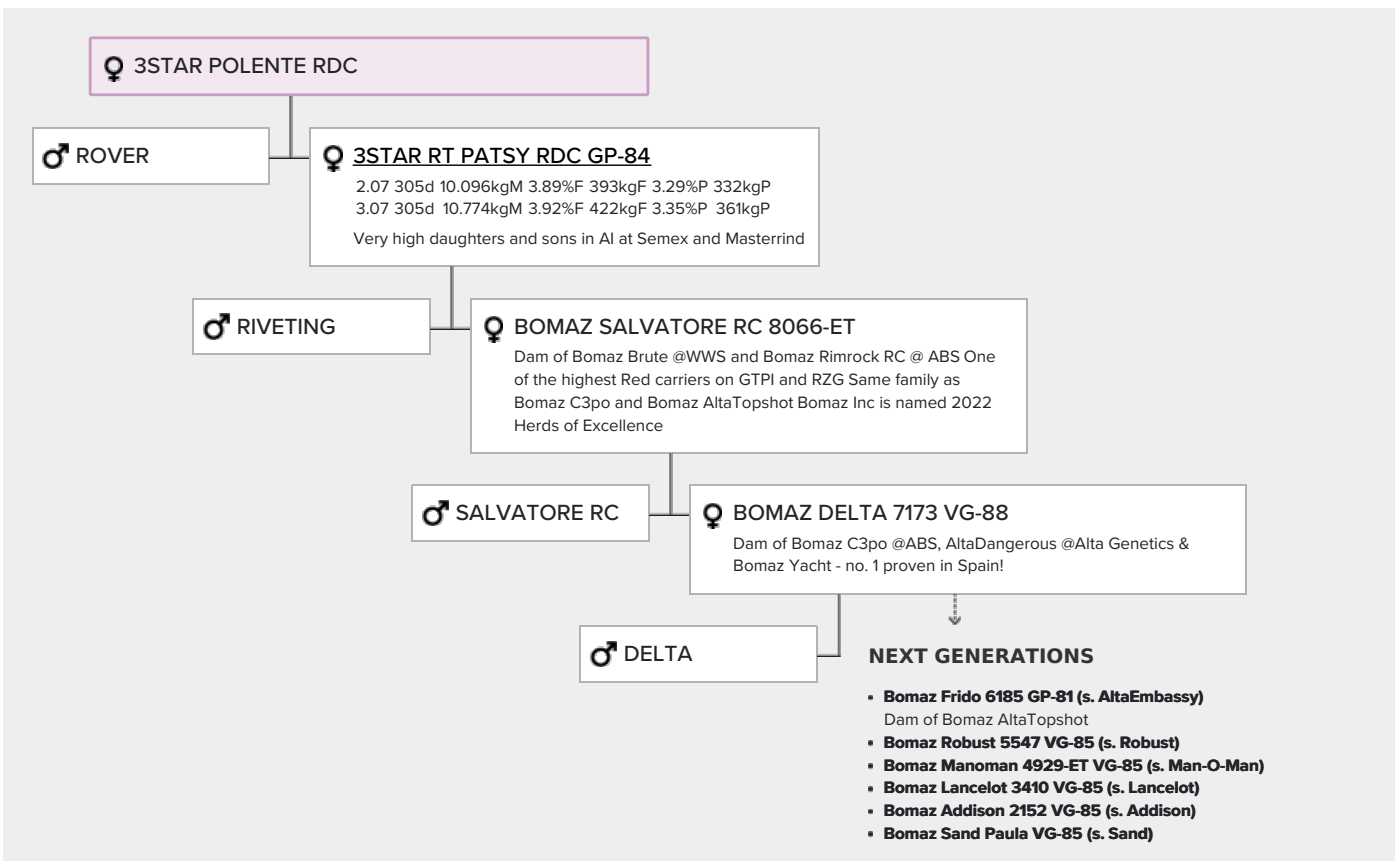 3STAR POLENTE RDC
ROVER
3STAR RT PATSY RDC GP-84
2.07 305d 10.096kgM 3.89%F 393kgF 3.29%P 332kgP
3.07 305d 10.774kgM 3.92%F 422kgF 3.35%P 361kgP
Very high daughters and sons in AI at Semex and Masterrind
RIVETING
BOMAZ SALVATORE RC 8066-ET
Dam of Bomaz Brute @WWS and Bomaz Rimrock RC @ ABS One
of the highest Red carriers on GTPI and RZG Same family as
Bomaz C3po and Bomaz AltaTopshot Bomaz Inc is named 2022
Herds of Excellence
SALVATORE RC
BOMAZ DELTA 7173 VG-88
Dam of Bomaz C3po @ABS, AltaDangerous @Alta Genetics &
Bomaz Yacht - no. 1 proven in Spain!
DELTA
NEXT GENERATIONS
• Bomaz Frido 6185 GP-81 (s. AltaEmbassy)
Dam of Bomaz AltaTopshot
• Bomaz Robust 5547 VG-85 (s. Robust)
• Bomaz Manoman 4929-ET VG-85 (s. Man-O-Man)
• Bomaz Lancelot 3410 VG-85 (s. Lancelot)
• Bomaz Addison 2152 VG-85 (s. Addison)
• Bomaz Sand Paula VG-85 (s. Sand)